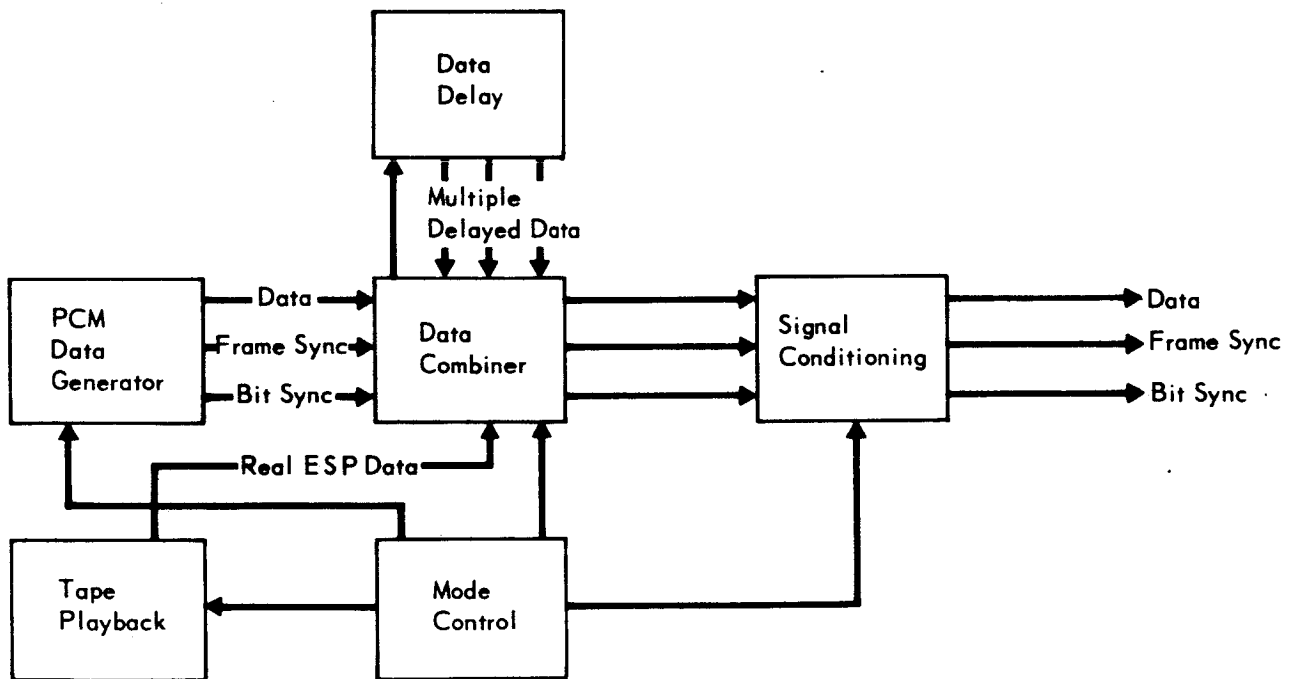 Data
Delay
Multiple
Delayed Data
PCM
Data
Generator
Data
Frame Sync
Bit Sync
Data
Combiner
Signal
Conditioning
Data
Frame Sync
Bit Sync
Real ESP Data
Tape
Playback
Mode
Control